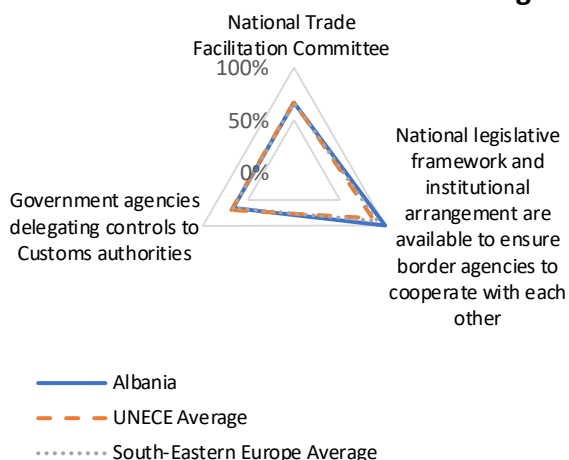 National Trade
Facilitation Committee
100%
50%
0%
National legislative
framework and
institutional
arrangement are
available to ensure
border agencies to
cooperate with each
other
Government agencies
delegating controls to
Customs authorities
Albania
UNECE Average
South-Eastern Europe Average